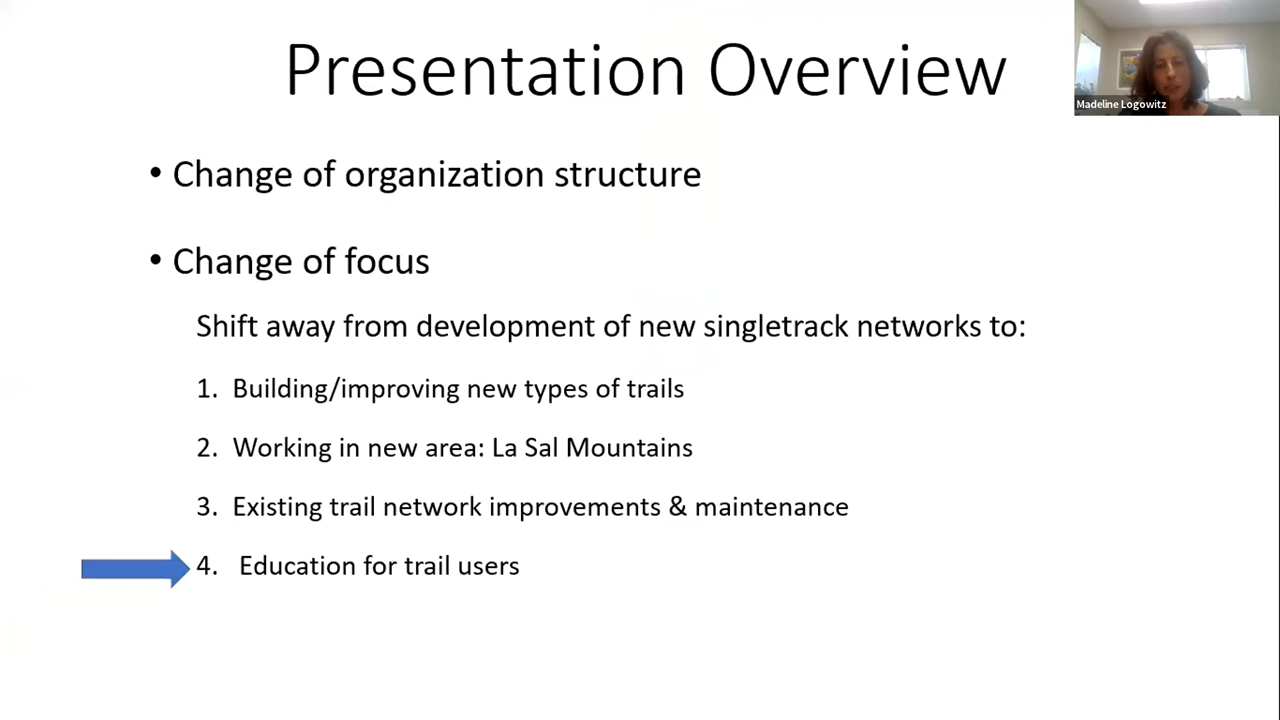 Presentation Overview
Madeline Logowitz
• Change of organization structure
• Change of focus
Shift away from development of new singletrack networks to:
1. Building/improving new types of trails
2. Working in new area: La Sal Mountains
3. Existing trail network improvements & maintenance
4. Education for trail users